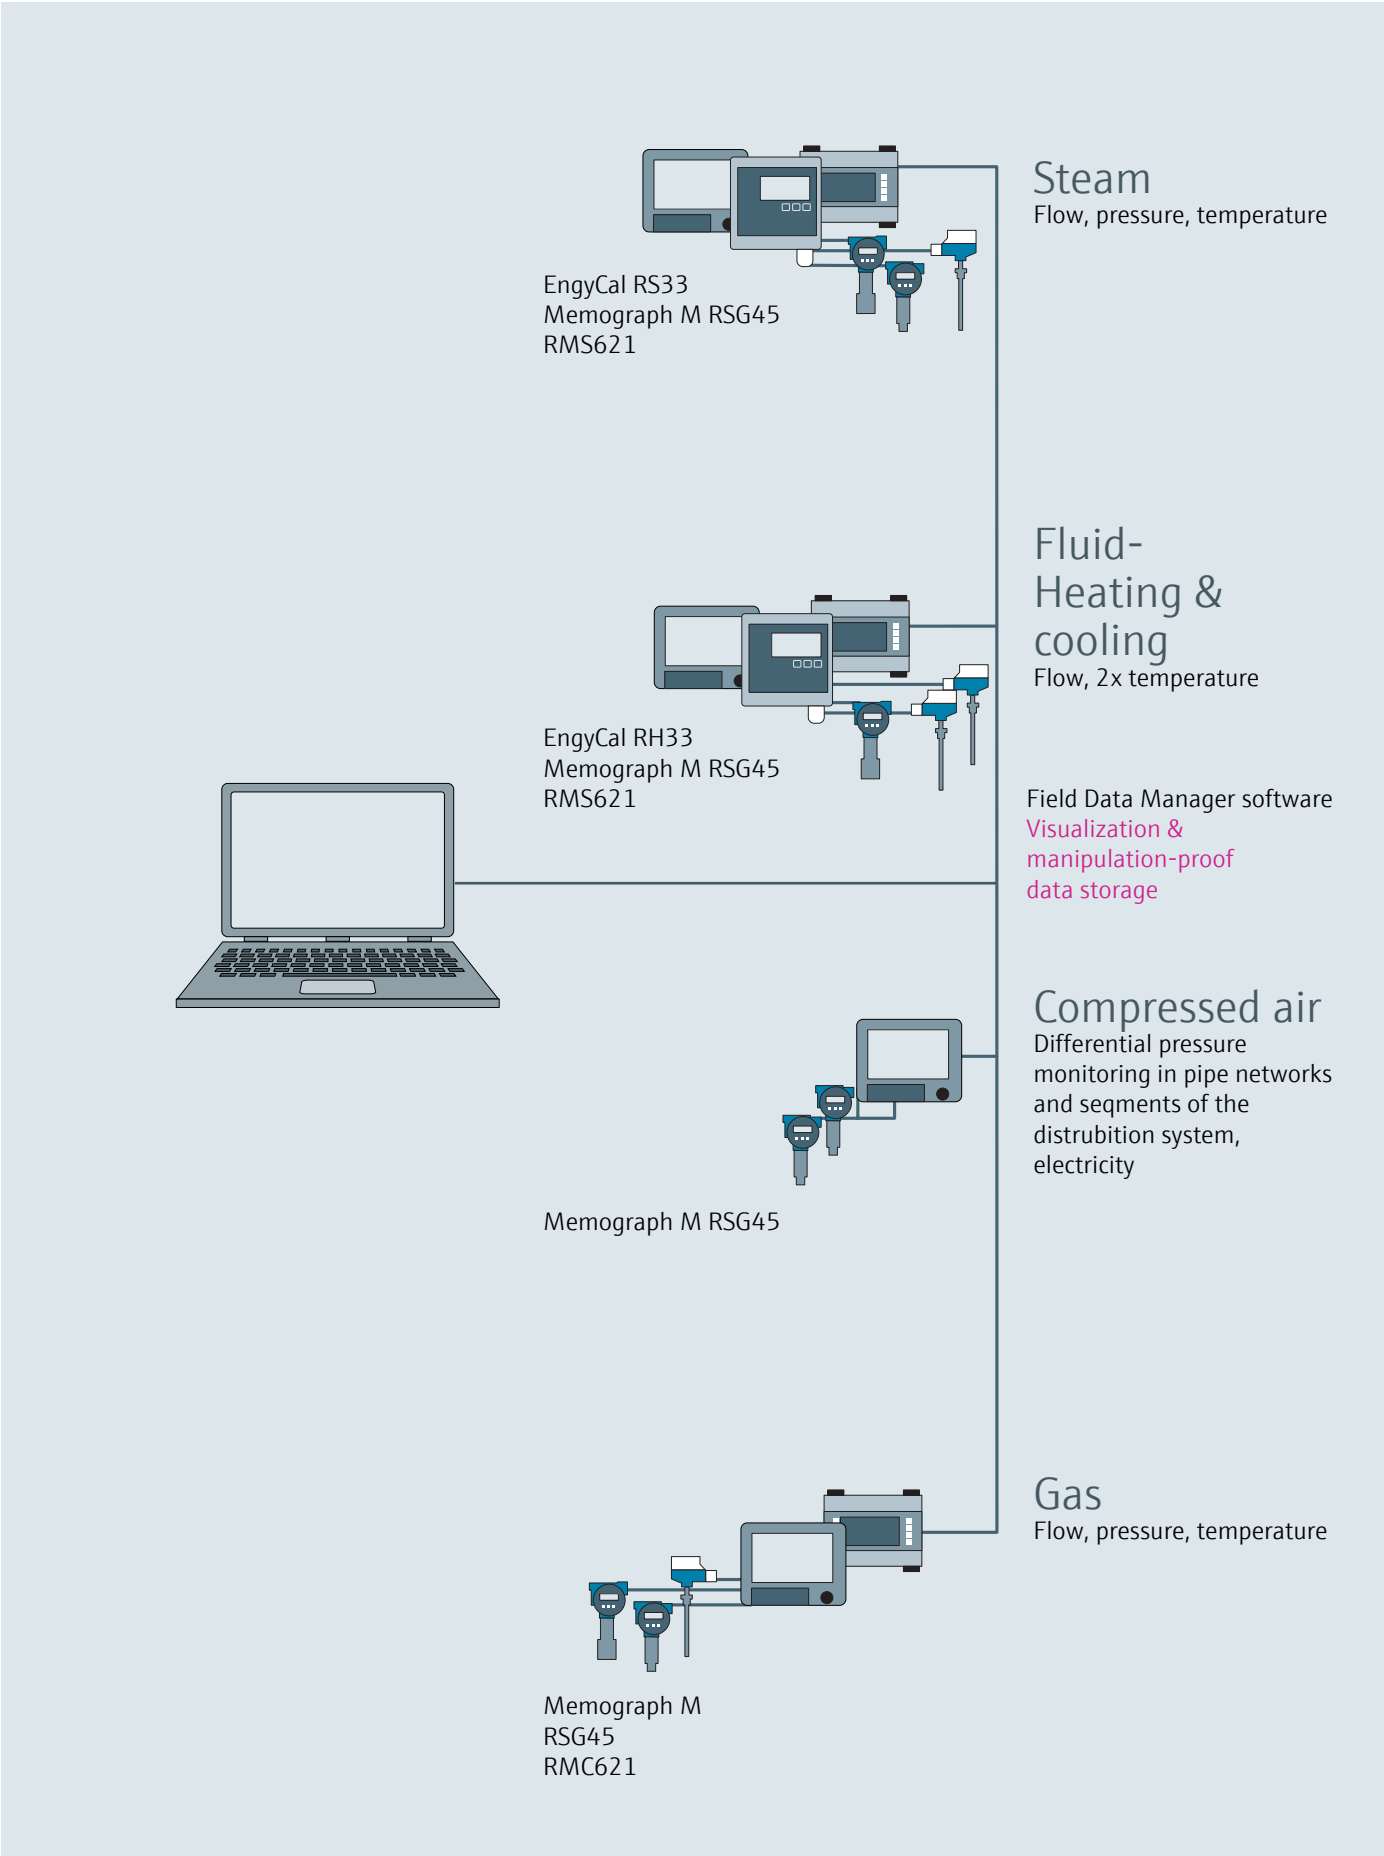 Steam
Flow, pressure, temperature
EngyCal RS33
Memograph M RSG45
RMS621
Fluid-
Heating &
cooling
Flow, 2x temperature
EngyCal RH33
Memograph M RSG45
RMS621
Field Data Manager software
Visualization &
manipulation-proof
data storage
Compressed air
Differential pressure
monitoring in pipe networks
and seqments of the
distrubition system,
electricity
Memograph M RSG45
Gas
Flow, pressure, temperature
Memograph M
RSG45
RMC621